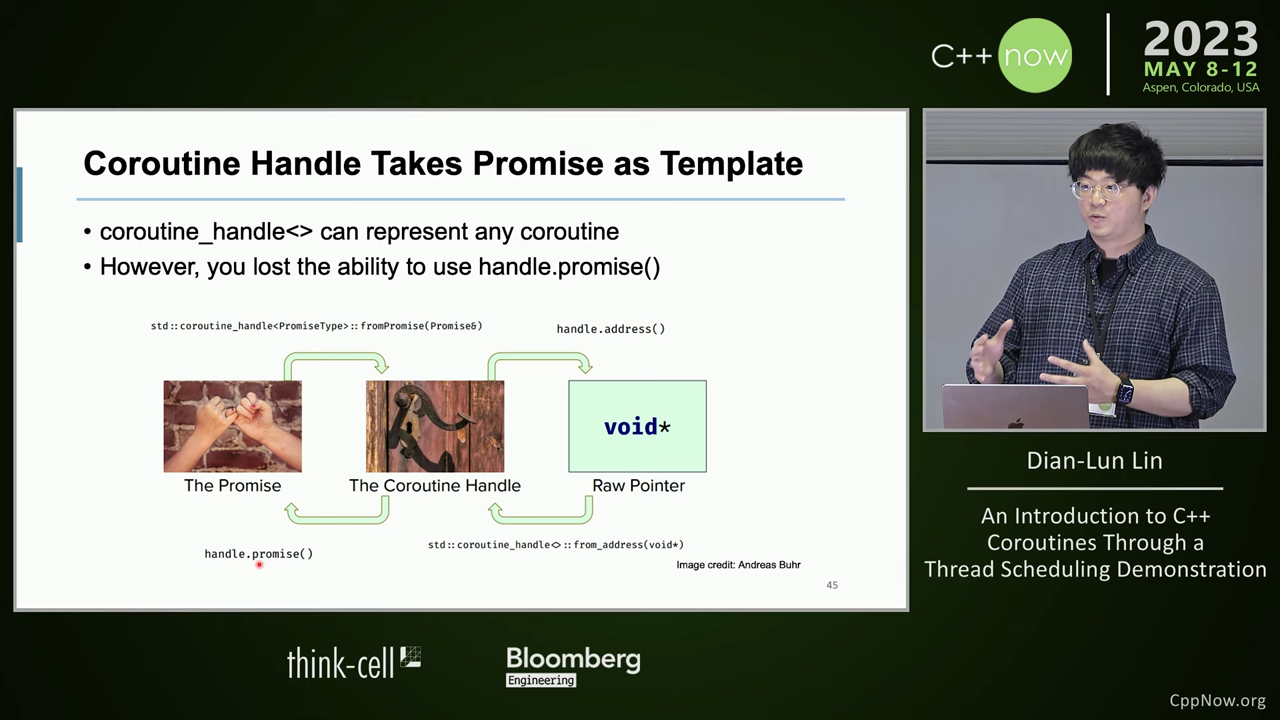 C++ now
2023
MAY 8-12
Aspen, Colorado, USA
Coroutine Handle Takes Promise as Template
• coroutine_handle<> can represent any coroutine
• However, you lost the ability to use handle.promise()
std::coroutine_handle<PromiseType>::fromPromise(Promise&)
handle.address()
void*
The Promise
The Coroutine Handle
Raw Pointer
handle.promise()
std::coroutine_handle<>::from_address(void*)
Image credit: Andreas Buhr
45
Dian-Lun Lin
An Introduction to C++
Coroutines Through a
Thread Scheduling Demonstration
think-cell
Bloomberg
Engineering
CppNow.org